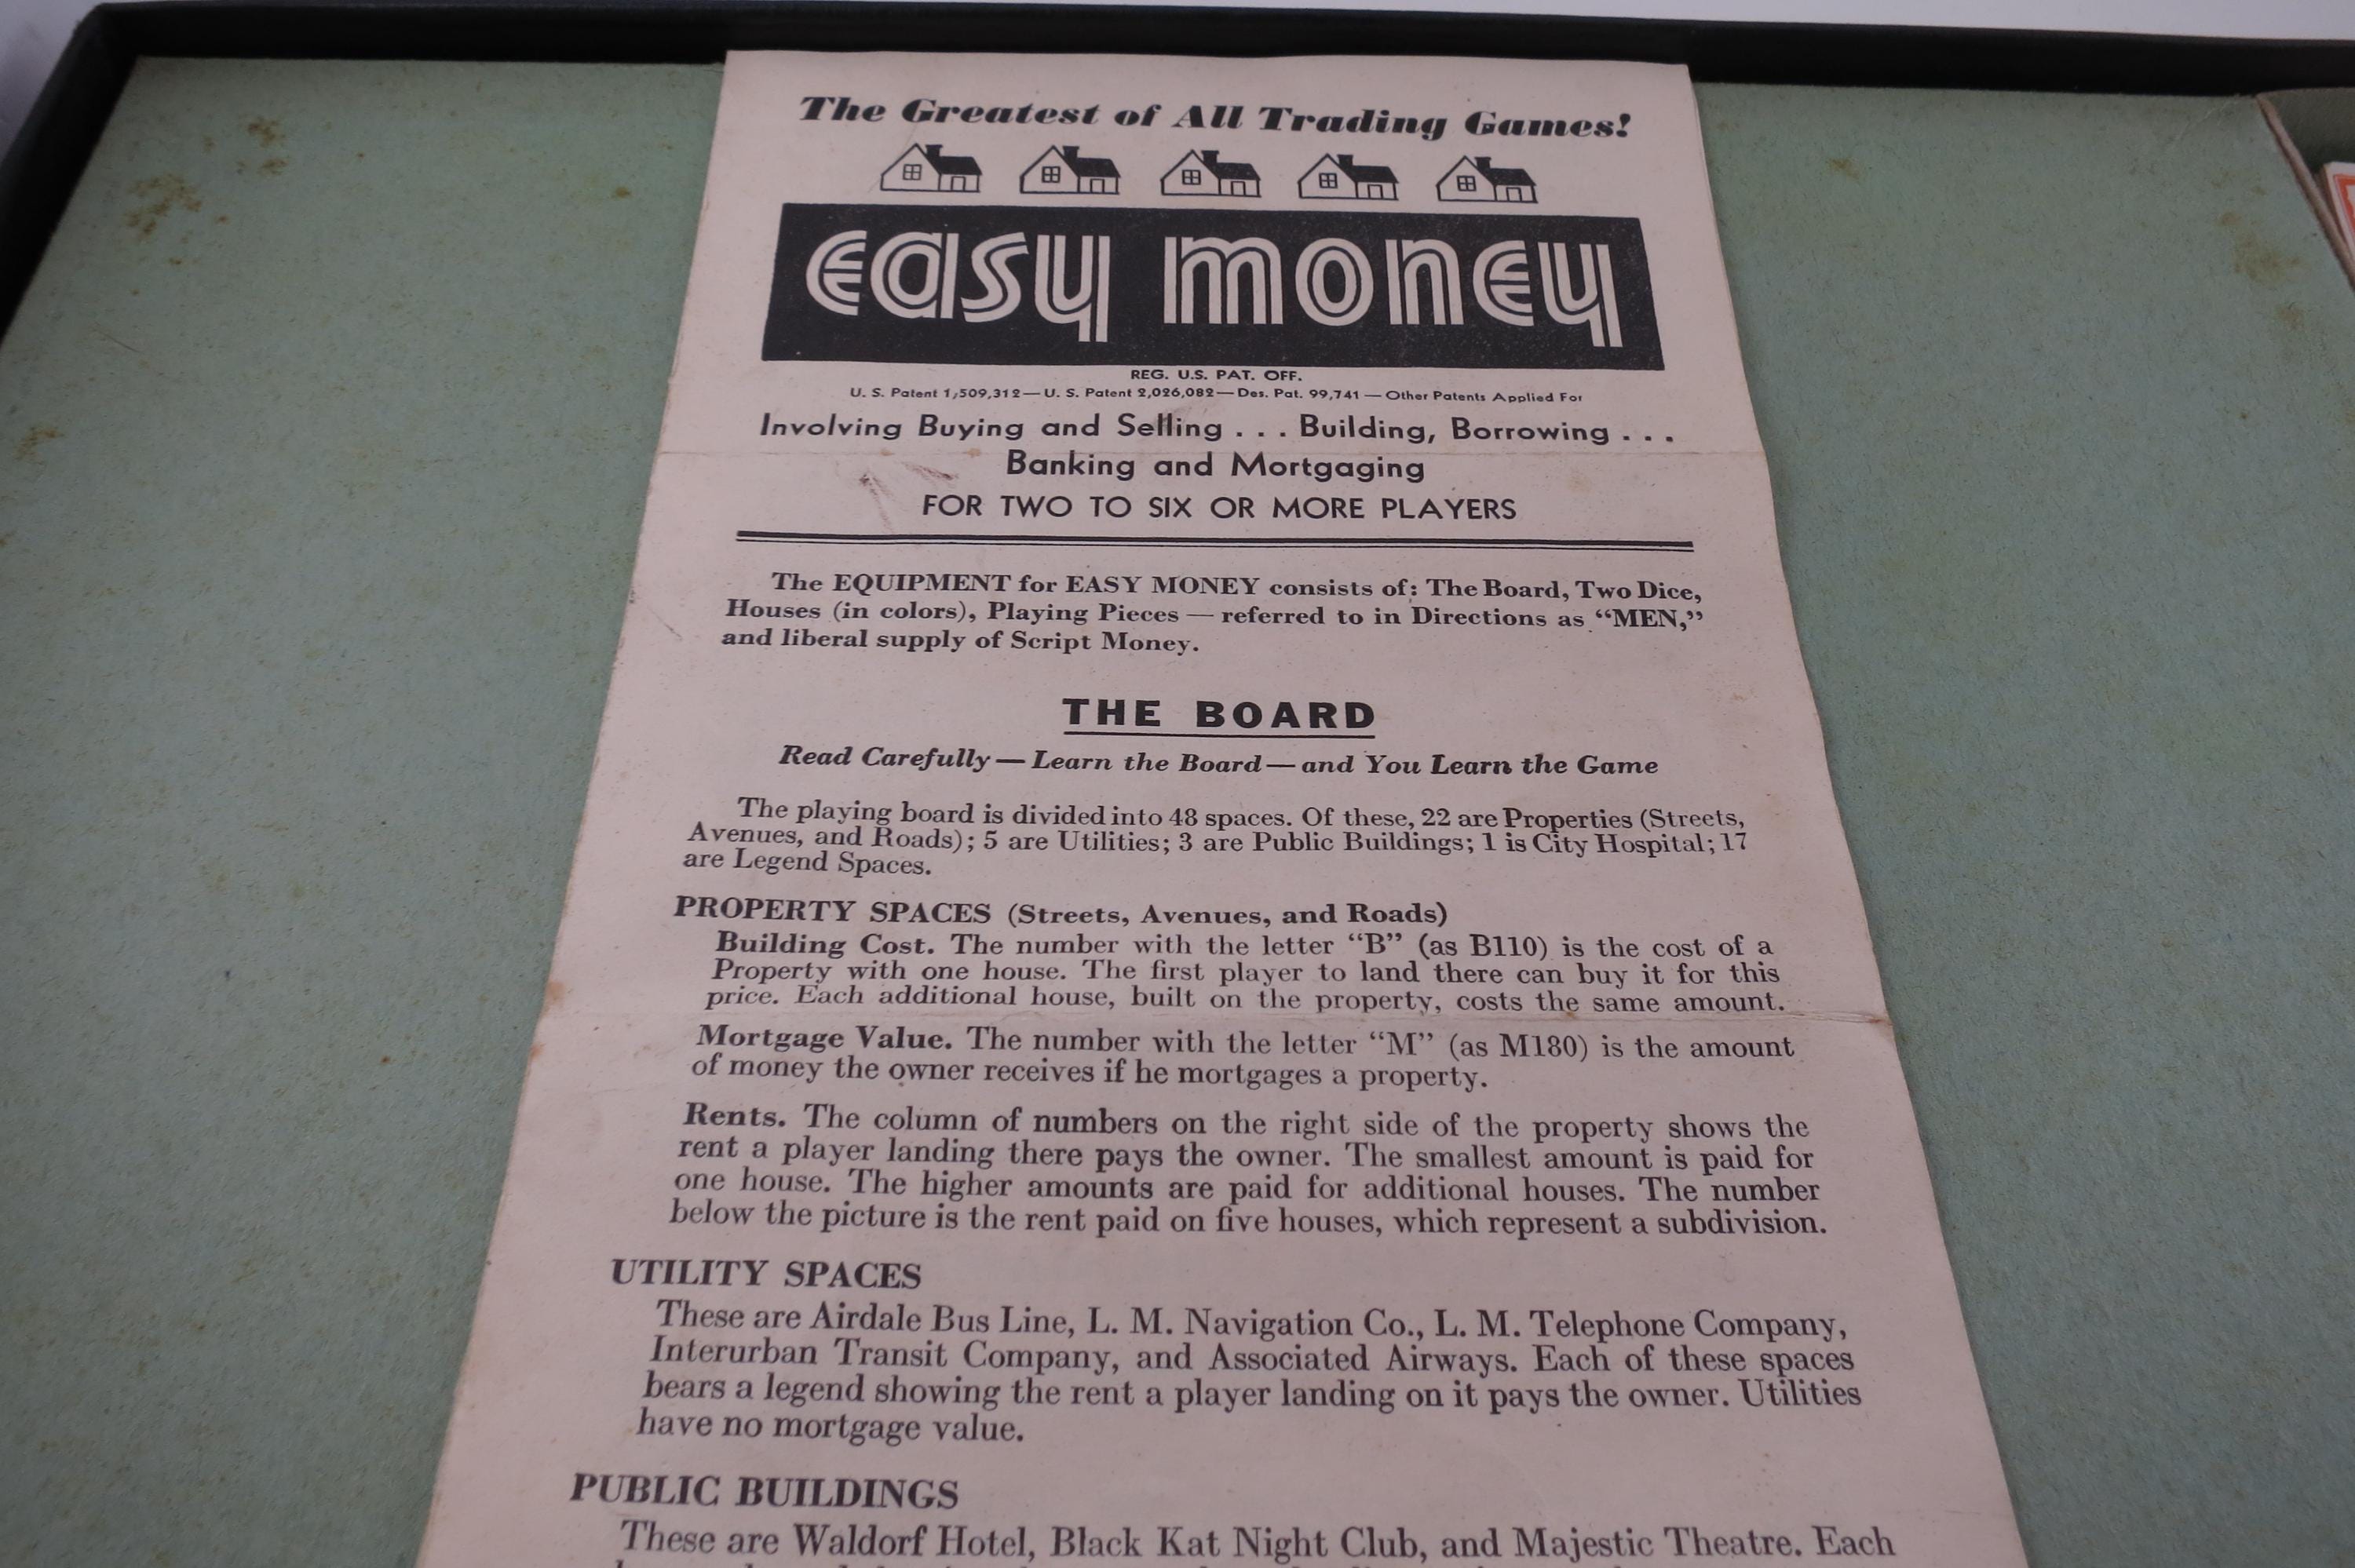 The Greatest of All Trading Games!
easy money
REG. U.S. PAT. OFF.
U. S. Patent 1,509,312—U. S. Patent 2,026,082—Des. Pat. 99,741—Other Patents Applied For
Involving Buying and Selling . . . Building, Borrowing . . .
Banking and Mortgaging
FOR TWO TO SIX OR MORE PLAYERS
The EQUIPMENT for EASY MONEY consists of: The Board, Two Dice,
Houses (in colors), Playing Pieces — referred to in Directions as “MEN,”
and liberal supply of Script Money.
THE BOARD
Read Carefully—Learn the Board—and You Learn the Game
The playing board is divided into 48 spaces. Of these, 22 are Properties (Streets,
Avenues, and Roads); 5 are Utilities; 3 are Public Buildings; 1 is City Hospital; 17
are Legend Spaces.
PROPERTY SPACES (Streets, Avenues, and Roads)
Building Cost. The number with the letter “B” (as B110) is the cost of a
Property with one house. The first player to land there can buy it for this
price. Each additional house, built on the property, costs the same amount.
Mortgage Value. The number with the letter “M” (as M180) is the amount
of money the owner receives if he mortgages a property.
Rents. The column of numbers on the right side of the property shows the
rent a player landing there pays the owner. The smallest amount is paid for
one house. The higher amounts are paid for additional houses. The number
below the picture is the rent paid on five houses, which represent a subdivision.
UTILITY SPACES
These are Airdale Bus Line, L. M. Navigation Co., L. M. Telephone Company,
Interurban Transit Company, and Associated Airways. Each of these spaces
bears a legend showing the rent a player landing on it pays the owner. Utilities
have no mortgage value.
PUBLIC BUILDINGS
These are Waldorf Hotel, Black Kat Night Club, and Majestic Theatre. Each